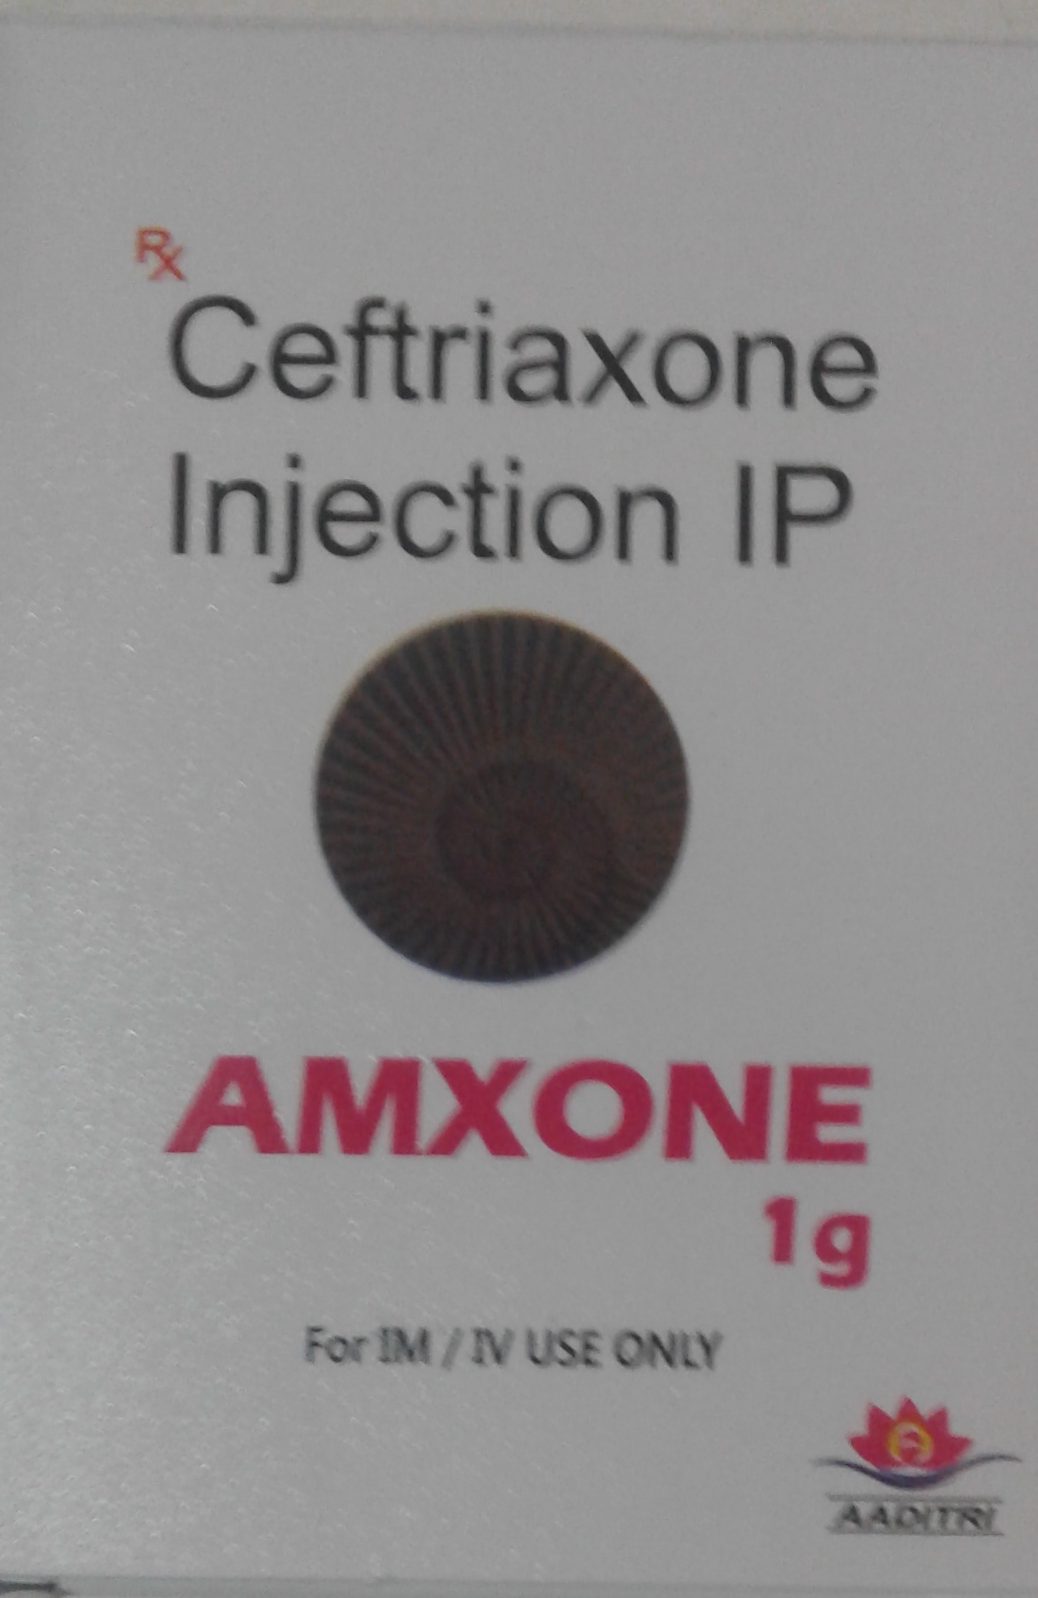 Rx
Ceftriaxone
Injection IP
AMXONE
1g
For IM / IV USE ONLY
AADITRI